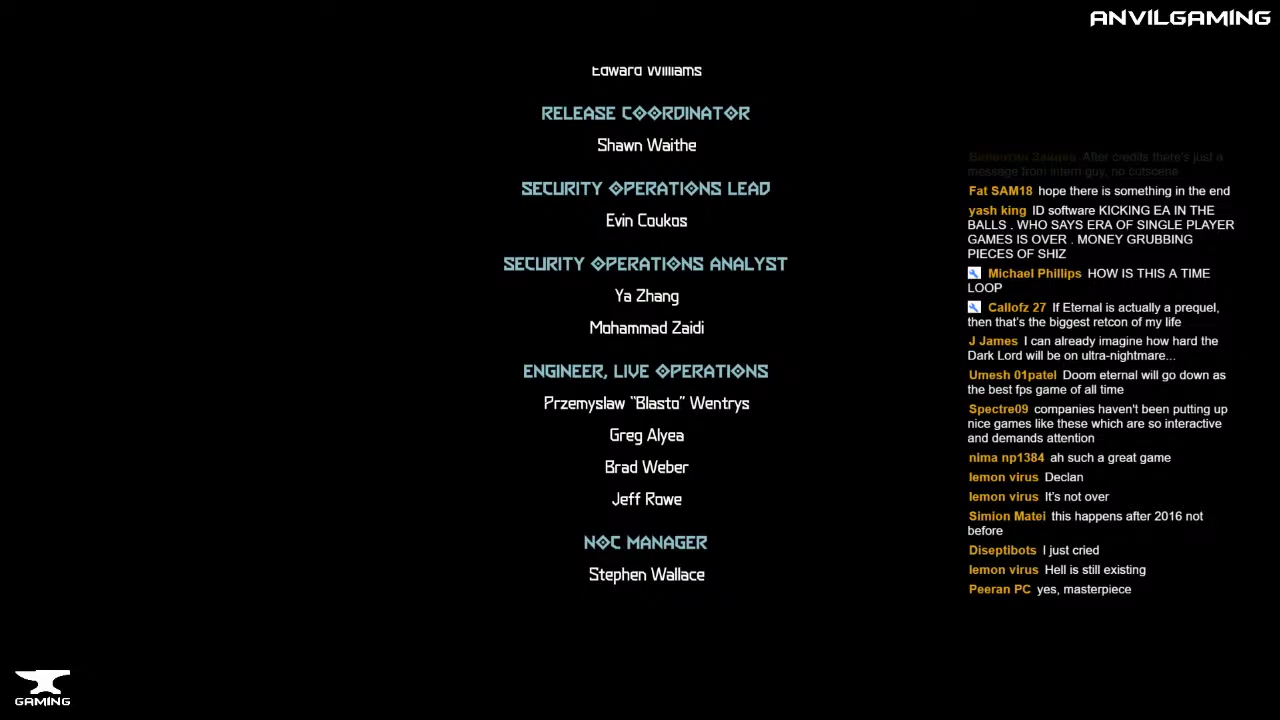 ANVILGAMING
Edward Williams
RELEASE COORDINATOR
Shawn Waithe
SECURITY OPERATIONS LEAD
Evin Coukos
SECURITY OPERATIONS ANALYST
Ya Zhang
Mohammad Zaidi
ENGINEER, LIVE OPERATIONS
Przemyslaw "Blasto" Wentrys
Greg Alyea
Brad Weber
Jeff Rowe
NOC MANAGER
Stephen Wallace
Валентин Зайцев After credits there's just a
message from intern guy, no cutscene
Fat SAM18 hope there is something in the end
yash king ID software KICKING EA IN THE
BALLS . WHO SAYS ERA OF SINGLE PLAYER
GAMES IS OVER . MONEY GRUBBING
PIECES OF SHIZ
Michael Phillips HOW IS THIS A TIME
LOOP
Callofz 27 If Eternal is actually a prequel,
then that's the biggest retcon of my life
J James I can already imagine how hard the
Dark Lord will be on ultra-nightmare...
Umesh 01patel Doom eternal will go down as
the best fps game of all time
Spectre09 companies haven't been putting up
nice games like these which are so interactive
and demands attention
nima np1384 ah such a great game
lemon virus Declan
lemon virus It's not over
Simion Matei this happens after 2016 not
before
Diseptibots I just cried
lemon virus Hell is still existing
Peeran PC yes, masterpiece
GAMING